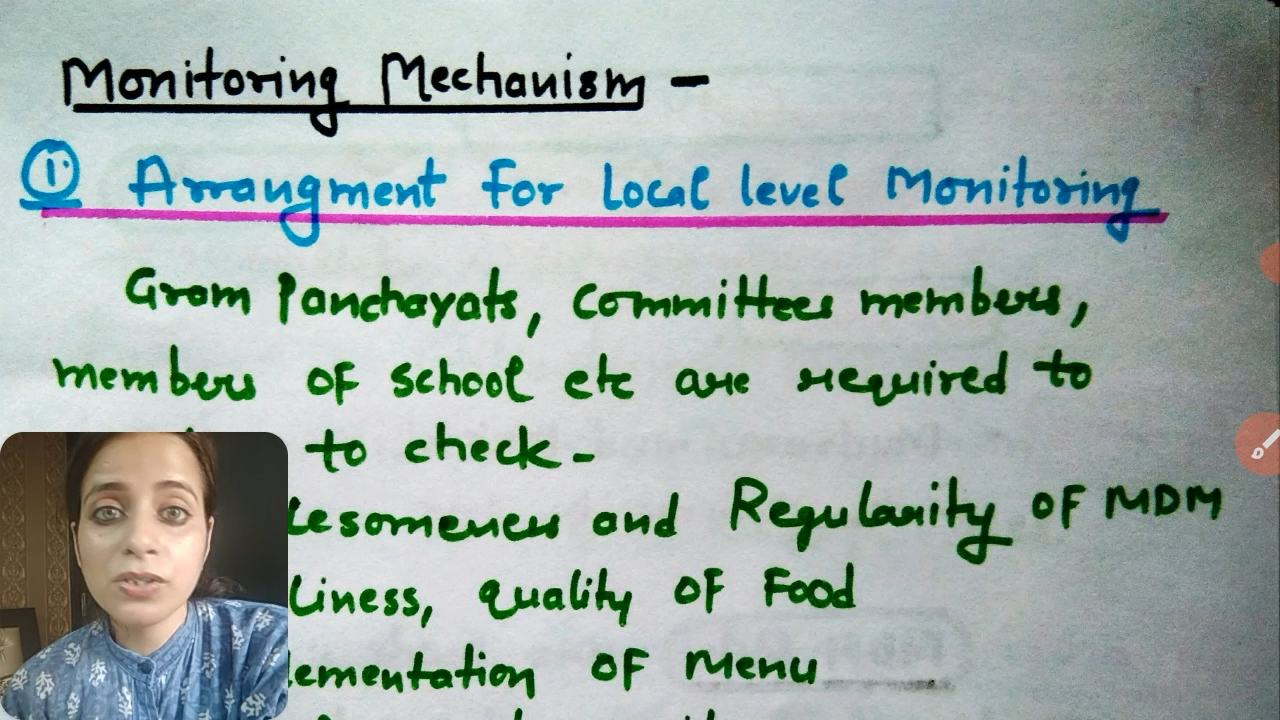 Monitoring Mechanism -
① Arraugment For Local level Monitoring
Gram Panchayats, Committees members,
members of school etc are required to
to check -
lesomeness and Regularity of MDM
liness, quality of Food
lementation of Menu